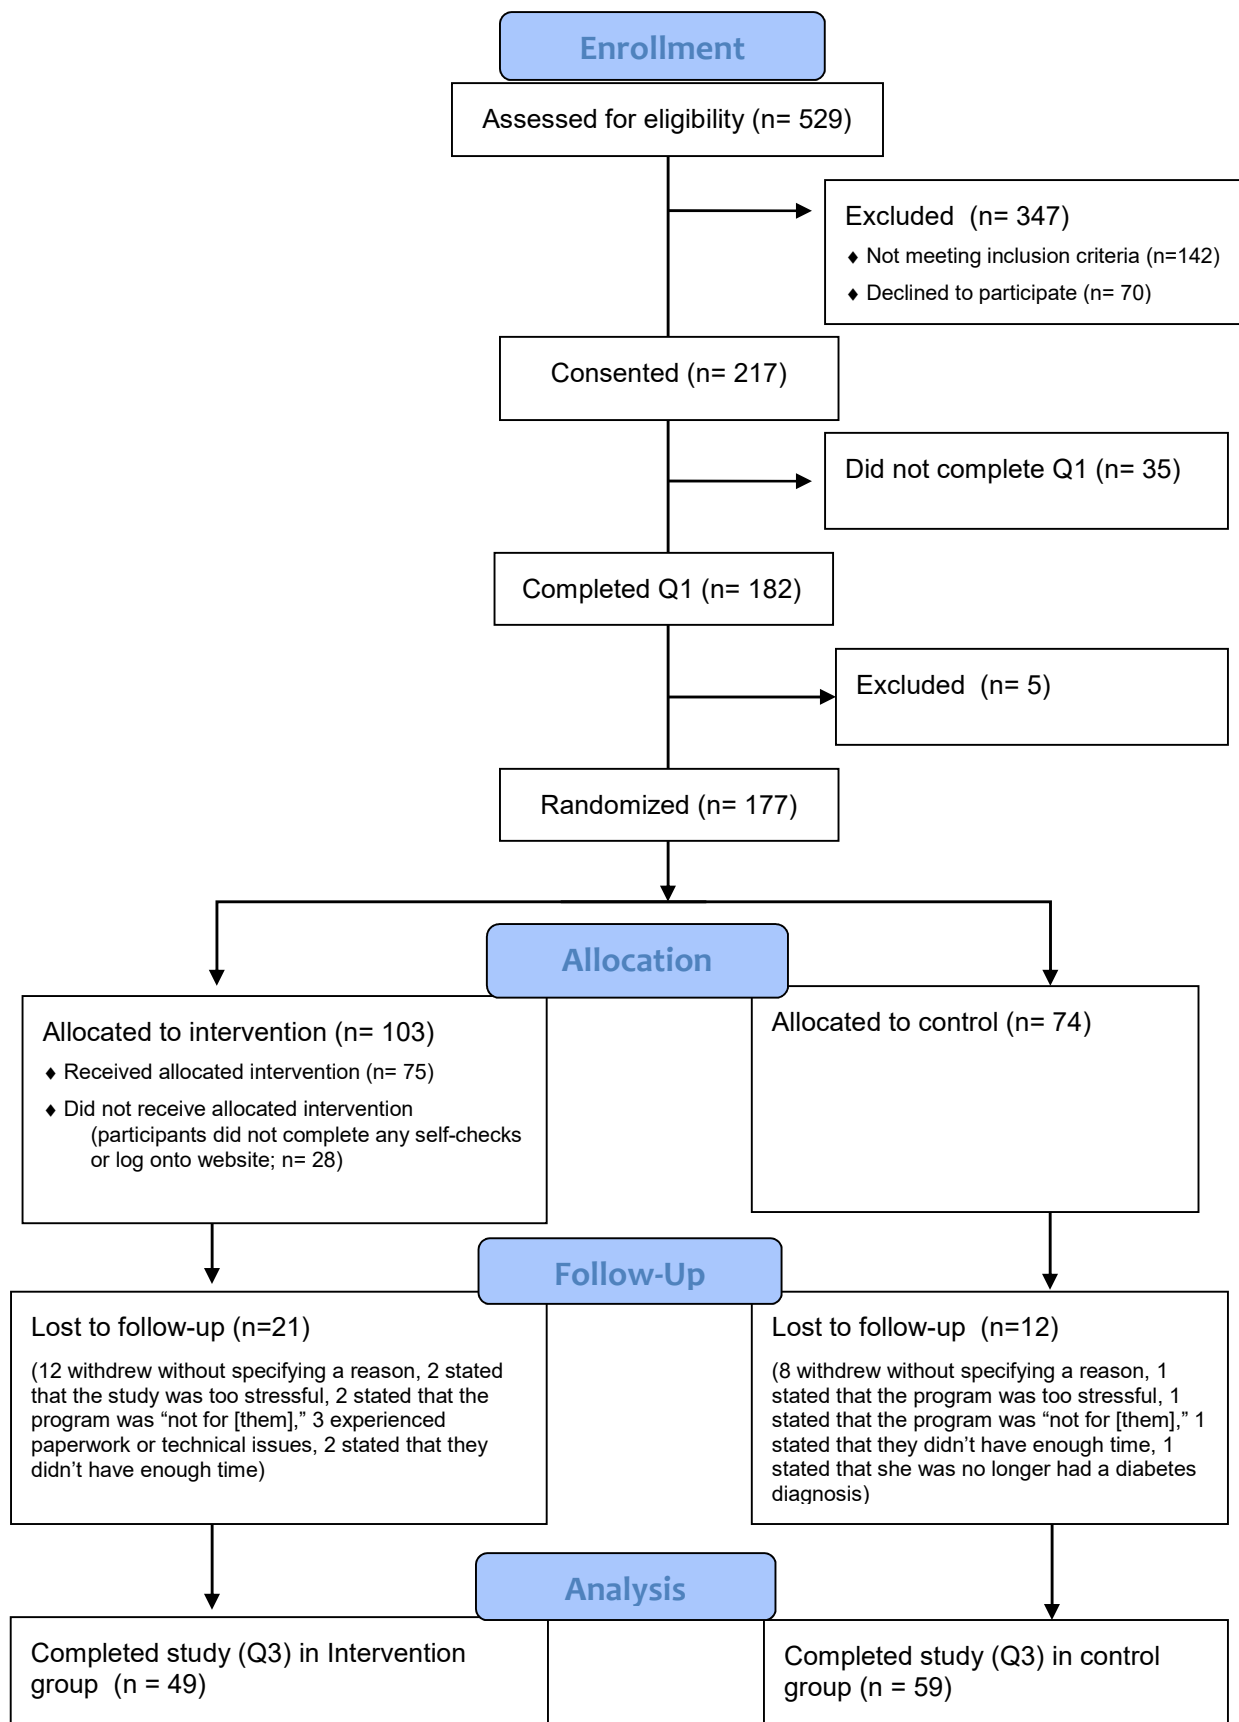 Enrollment
Assessed for eligibility (n= 529)
Excluded (n= 347)
♦ Not meeting inclusion criteria (n=142)
♦ Declined to participate (n= 70)
Consented (n= 217)
Did not complete Q1 (n= 35)
Completed Q1 (n= 182)
Excluded (n= 5)
Randomized (n= 177)
Allocation
Allocated to intervention (n= 103)
♦ Received allocated intervention (n= 75)
♦ Did not receive allocated intervention
(participants did not complete any self-checks
or log onto website; n= 28)
Allocated to control (n= 74)
Follow-Up
Lost to follow-up (n=21)
(12 withdrew without specifying a reason, 2 stated
that the study was too stressful, 2 stated that the
program was “not for [them],” 3 experienced
paperwork or technical issues, 2 stated that they
didn’t have enough time)
Lost to follow-up (n=12)
(8 withdrew without specifying a reason, 1
stated that the program was too stressful, 1
stated that the program was “not for [them],” 1
stated that they didn’t have enough time, 1
stated that she was no longer had a diabetes
diagnosis)
Analysis
Completed study (Q3) in Intervention
group (n = 49)
Completed study (Q3) in control
group (n = 59)